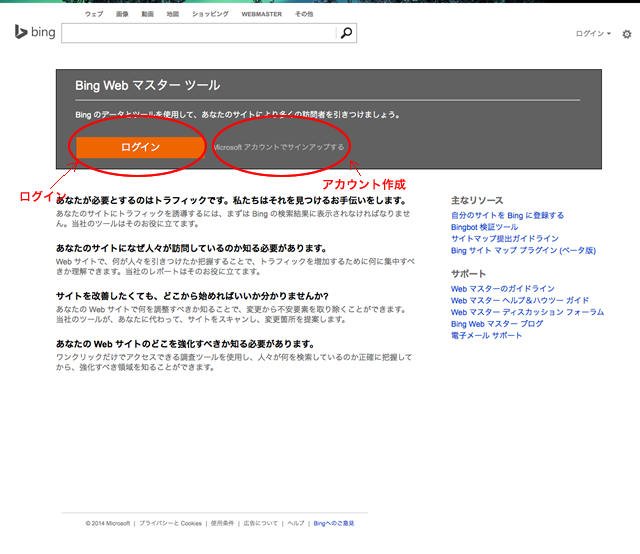 ウェブ 画像 動画 地図 ショッピング WEBMASTER その他
bing
ログイン
Bing Web マスター ツール
Bing のデータとツールを使用して、あなたのサイトにより多くの訪問者を引きつけましょう。
ログイン
Microsoft アカウントでサインアップする
ログイン
アカウント作成
あなたが必要とするのはトラフィックです。私たちはそれを見つけるお手伝いをします。
あなたのサイトにトラフィックを誘導するには、まずは Bing の検索結果に表示されなければなりませ
ん。当社のツールはそのお役に立てます。
あなたのサイトになぜ人々が訪問しているのか知る必要があります。
Web サイトで、何が人々を引きつけたか把握することで、トラフィックを増加するために何に集中すべ
きか理解できます。当社のレポートはそのお役に立てます。
サイトを改善したくても、どこから始めればいいか分かりませんか?
あなたの Web サイトで何を調整すべきか知ることで、変更から不安要素を取り除くことができます。
当社のツールが、あなたに代わって、サイトをスキャンし、変更箇所を提案します。
あなたの Web サイトのどこを強化すべきか知る必要があります。
ワンクリックだけでアクセスできる調査ツールを使用し、人々が何を検索しているのか正確に把握して
から、強化すべき領域を知ることができます。
主なリソース
自分のサイトを Bing に登録する
Bingbot 検証ツール
サイトマップ提出ガイドライン
Bing サイト マップ プラグイン (ベータ版)
サポート
Web マスターのガイドライン
Web マスター ヘルプ＆ハウツー ガイド
Web マスター ディスカッション フォーラム
Bing Web マスター ブログ
電子メール サポート
© 2014 Microsoft | プライバシーと Cookies | 使用条件 | 広告について | ヘルプ | Bingへのご意見